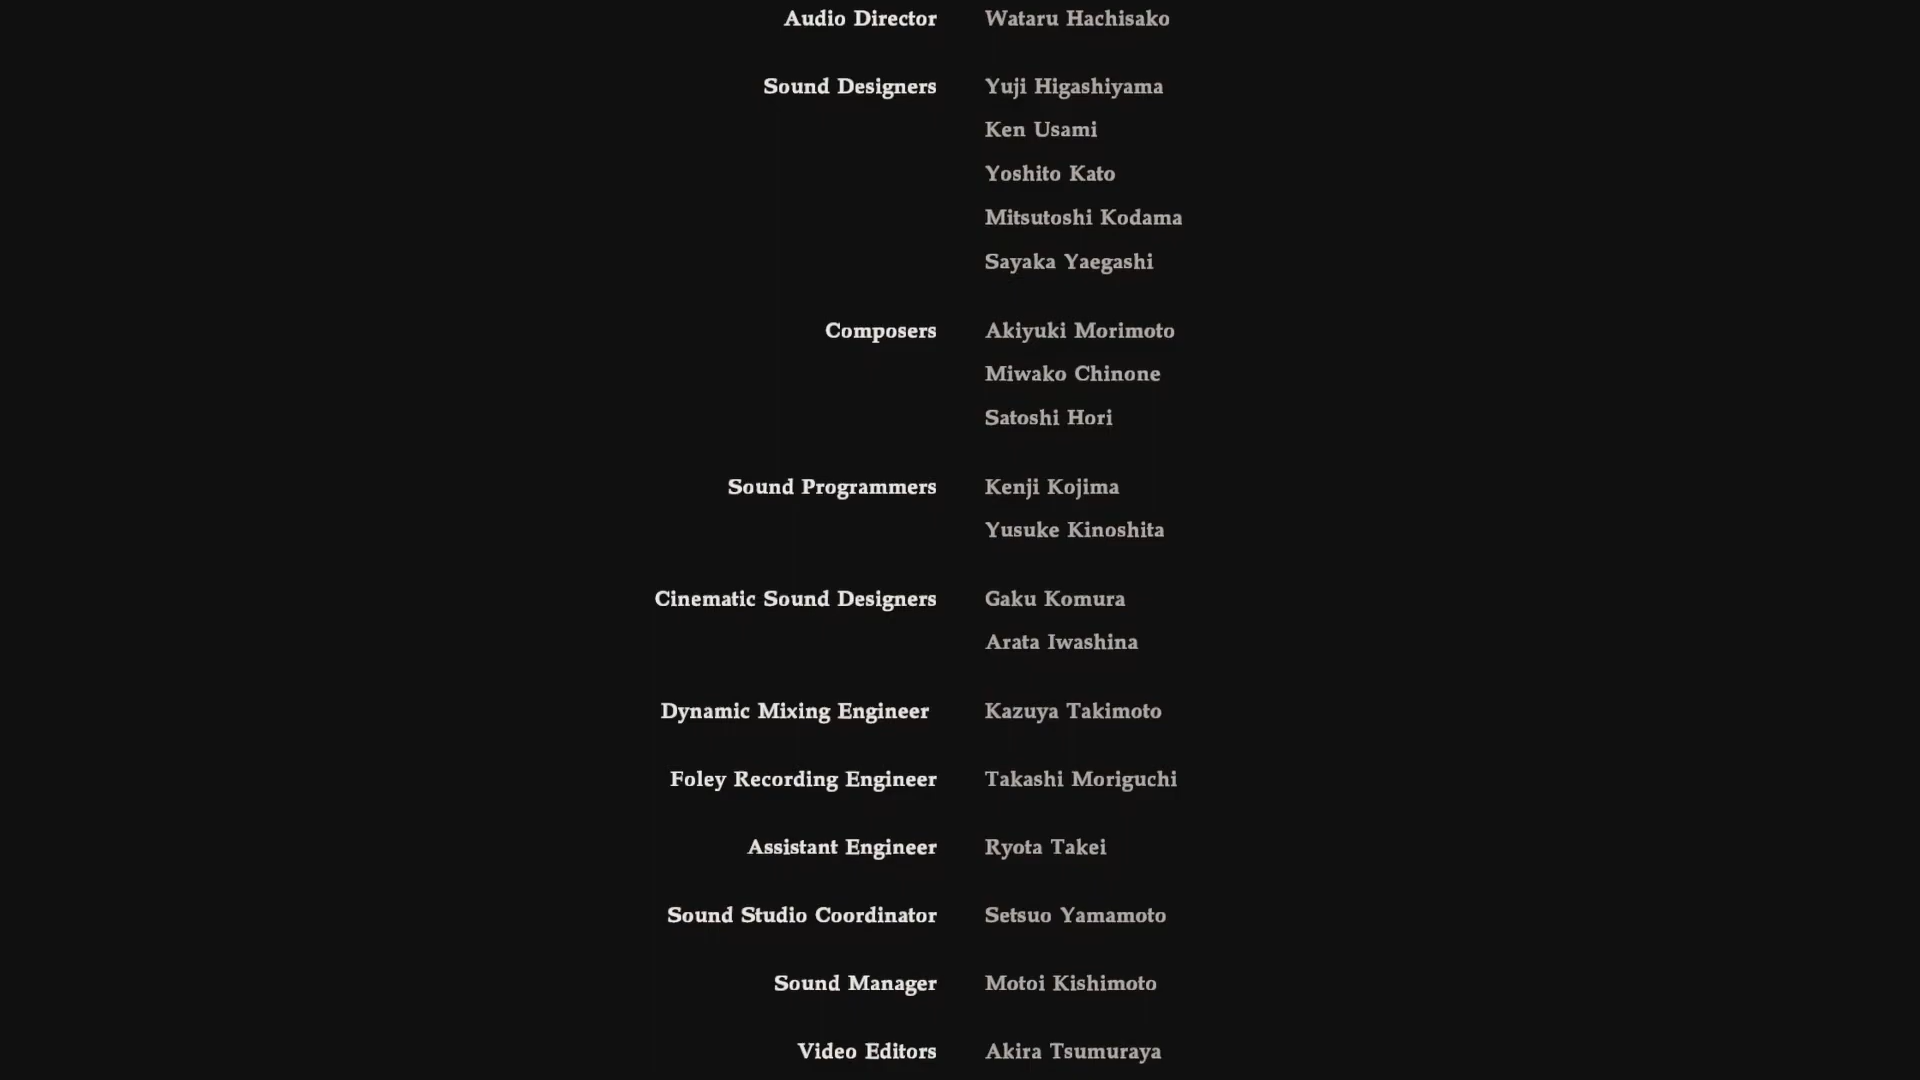 Audio Director Wataru Hachisako
Sound Designers Yuji Higashiyama
Ken Usami
Yoshito Kato
Mitsutoshi Kodama
Sayaka Yaegashi
Composers Akiyuki Morimoto
Miwako Chinone
Satoshi Hori
Sound Programmers Kenji Kojima
Yusuke Kinoshita
Cinematic Sound Designers Gaku Komura
Arata Iwashina
Dynamic Mixing Engineer Kazuya Takimoto
Foley Recording Engineer Takashi Moriguchi
Assistant Engineer Ryota Takei
Sound Studio Coordinator Setsuo Yamamoto
Sound Manager Motoi Kishimoto
Video Editors Akira Tsumuraya